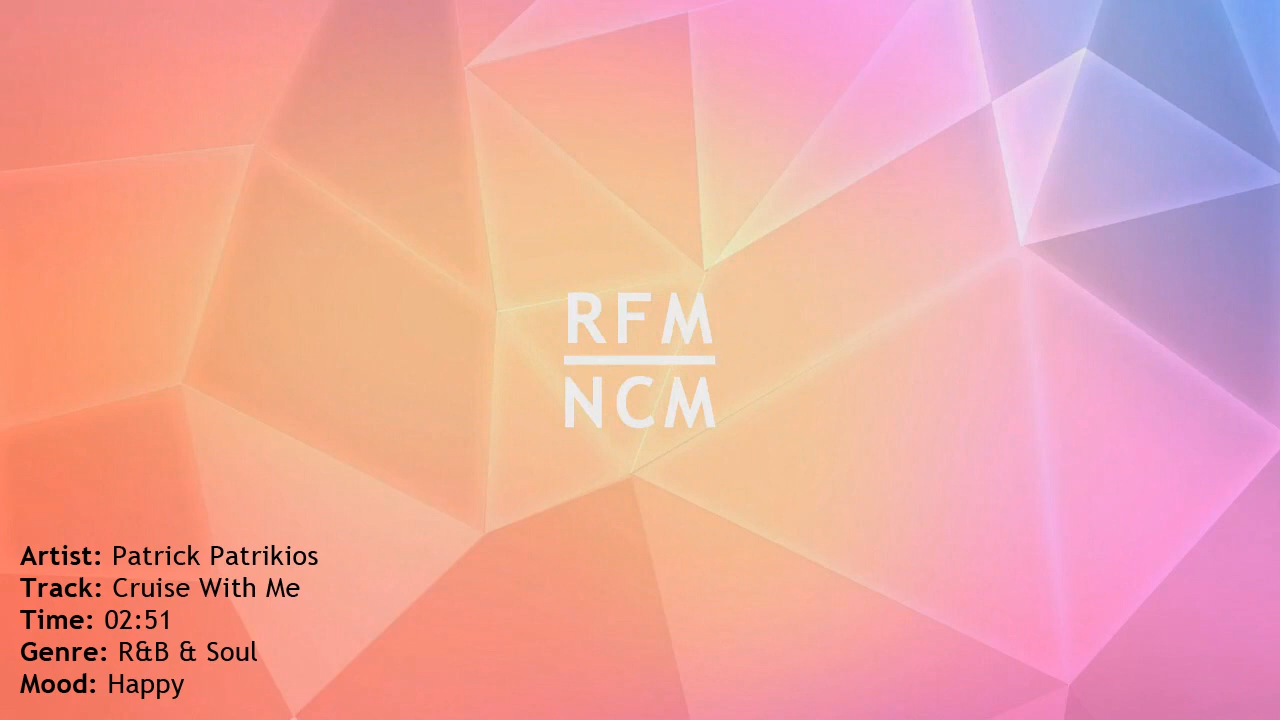 RFM
NCM
Artist: Patrick Patrikios
Track: Cruise With Me
Time: 02:51
Genre: R&B & Soul
Mood: Happy